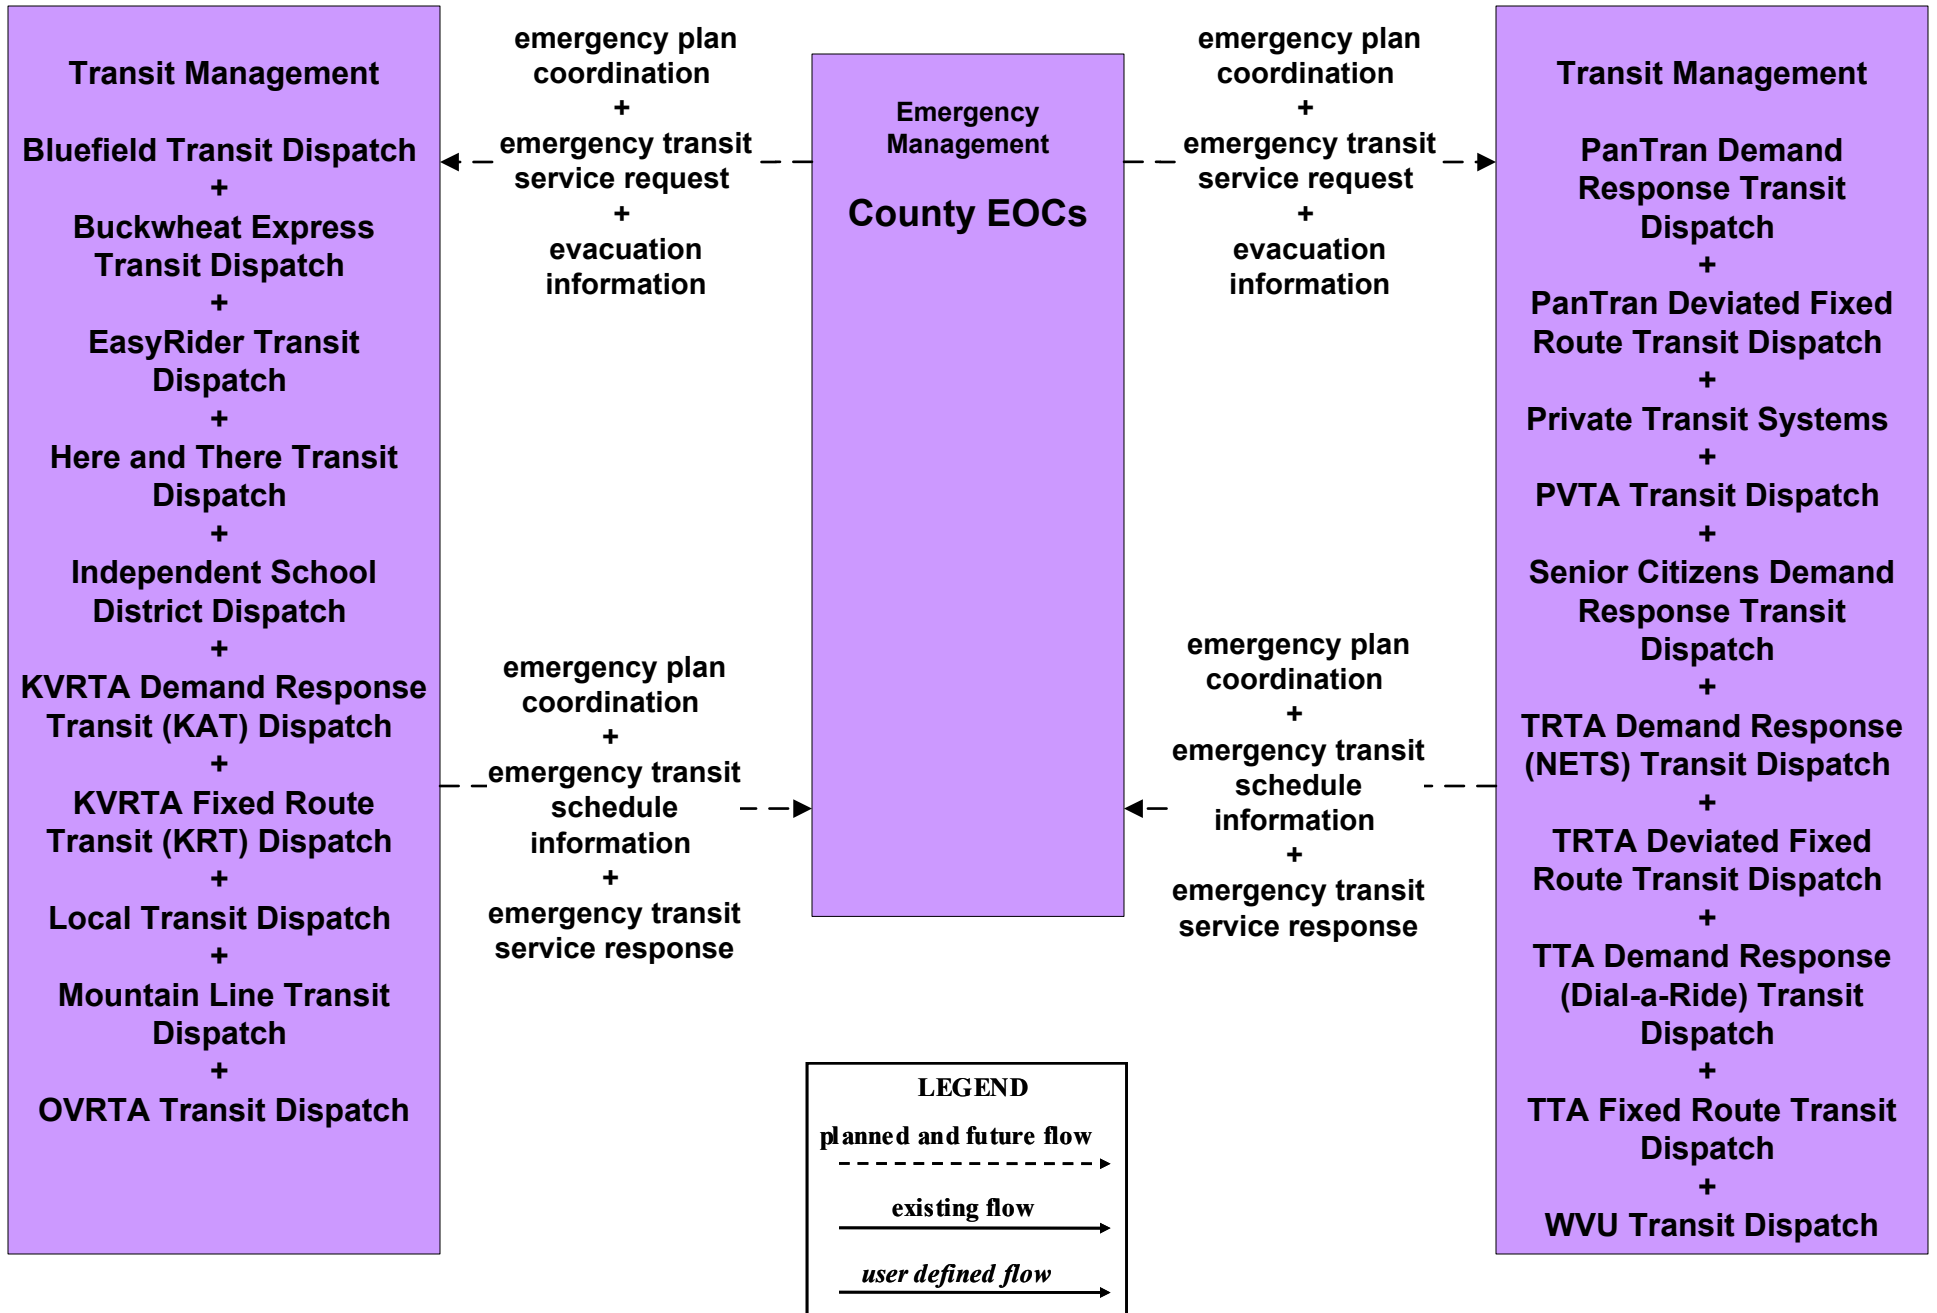 Transit Management
Bluefield Transit Dispatch
+
Buckwheat Express
Transit Dispatch
+
EasyRider Transit
Dispatch
+
Here and There Transit
Dispatch
+
Independent School
District Dispatch
+
KVRTA Demand Response
Transit (KAT) Dispatch
+
KVRTA Fixed Route
Transit (KRT) Dispatch
+
Local Transit Dispatch
+
Mountain Line Transit
Dispatch
+
OVRTA Transit Dispatch
emergency plan
coordination
+
emergency transit
service request
+
evacuation
information
emergency plan
coordination
+
emergency transit
schedule
information
+
emergency transit
service response
Emergency
Management
County EOCs
emergency plan
coordination
+
emergency transit
service request
+
evacuation
information
emergency plan
coordination
+
emergency transit
schedule
information
+
emergency transit
service response
Transit Management
PanTran Demand
Response Transit
Dispatch
+
PanTran Deviated Fixed
Route Transit Dispatch
+
Private Transit Systems
+
PVTA Transit Dispatch
+
Senior Citizens Demand
Response Transit
Dispatch
+
TRTA Demand Response
(NETS) Transit Dispatch
+
TRTA Deviated Fixed
Route Transit Dispatch
+
TTA Demand Response
(Dial-a-Ride) Transit
Dispatch
+
TTA Fixed Route Transit
Dispatch
+
WVU Transit Dispatch
LEGEND
planned and future flow
existing flow
user defined flow